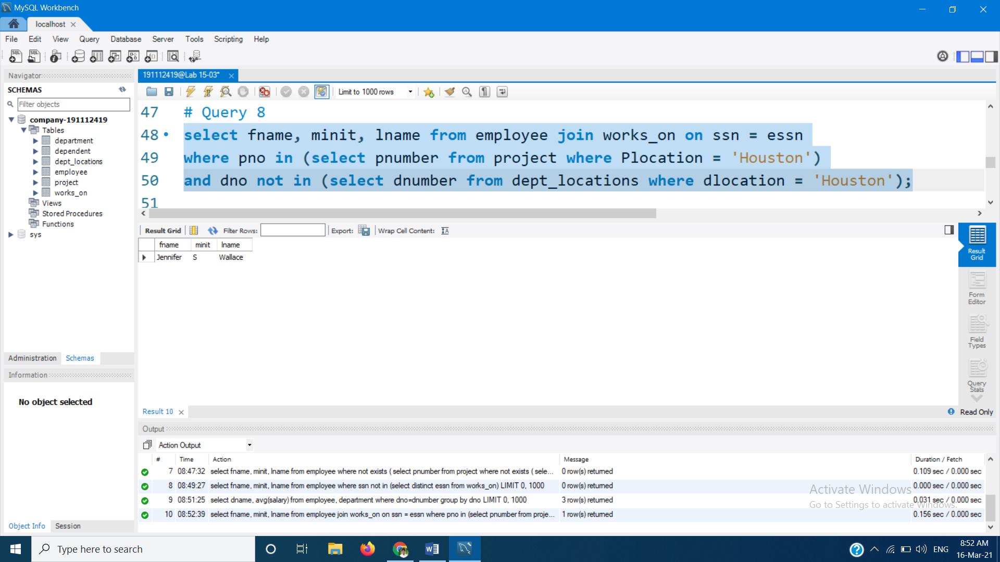 MySQL Workbench
localhost
File Edit View Query Database Server Tools Scripting Help
Navigator
SCHEMAS
Filter objects
company-191112419
Tables
department
dependent
dept_locations
employee
project
works_on
Views
Stored Procedures
Functions
sys
Administration Schemas
Information
No object selected
Object Info Session
191112419@Lab 15-03*
Limit to 1000 rows
47 # Query 8
48 select fname, minit, lname from employee join works_on on ssn = essn
49 where pno in (select pnumber from project where Plocation = 'Houston')
50 and dno not in (select dnumber from dept_locations where dlocation = 'Houston');
51
Result Grid Filter Rows: Export: Wrap Cell Content:
fname minit lname
Jennifer S Wallace
Result Grid
Form Editor
Field Types
Query Stats
Result 10
Read Only
Output
Action Output
# Time Action Message Duration / Fetch
7 08:47:32 select fname, minit, lname from employee where not exists ( select pnumber from project where not exists ( sele... 0 row(s) returned 0.109 sec / 0.000 sec
8 08:49:27 select fname, minit, lname from employee where ssn not in (select distinct essn from works_on) LIMIT 0, 1000 0 row(s) returned 0.000 sec / 0.000 sec
9 08:51:25 select dname, avg(salary) from employee, department where dno=dnumber group by dno LIMIT 0, 1000 3 row(s) returned 0.031 sec / 0.000 sec
10 08:52:39 select fname, minit, lname from employee join works_on on ssn = essn where pno in (select pnumber from proje... 1 row(s) returned 0.156 sec / 0.000 sec
Activate Windows
Go to Settings to activate Windows.
Type here to search
ENG
8:52 AM
16-Mar-21